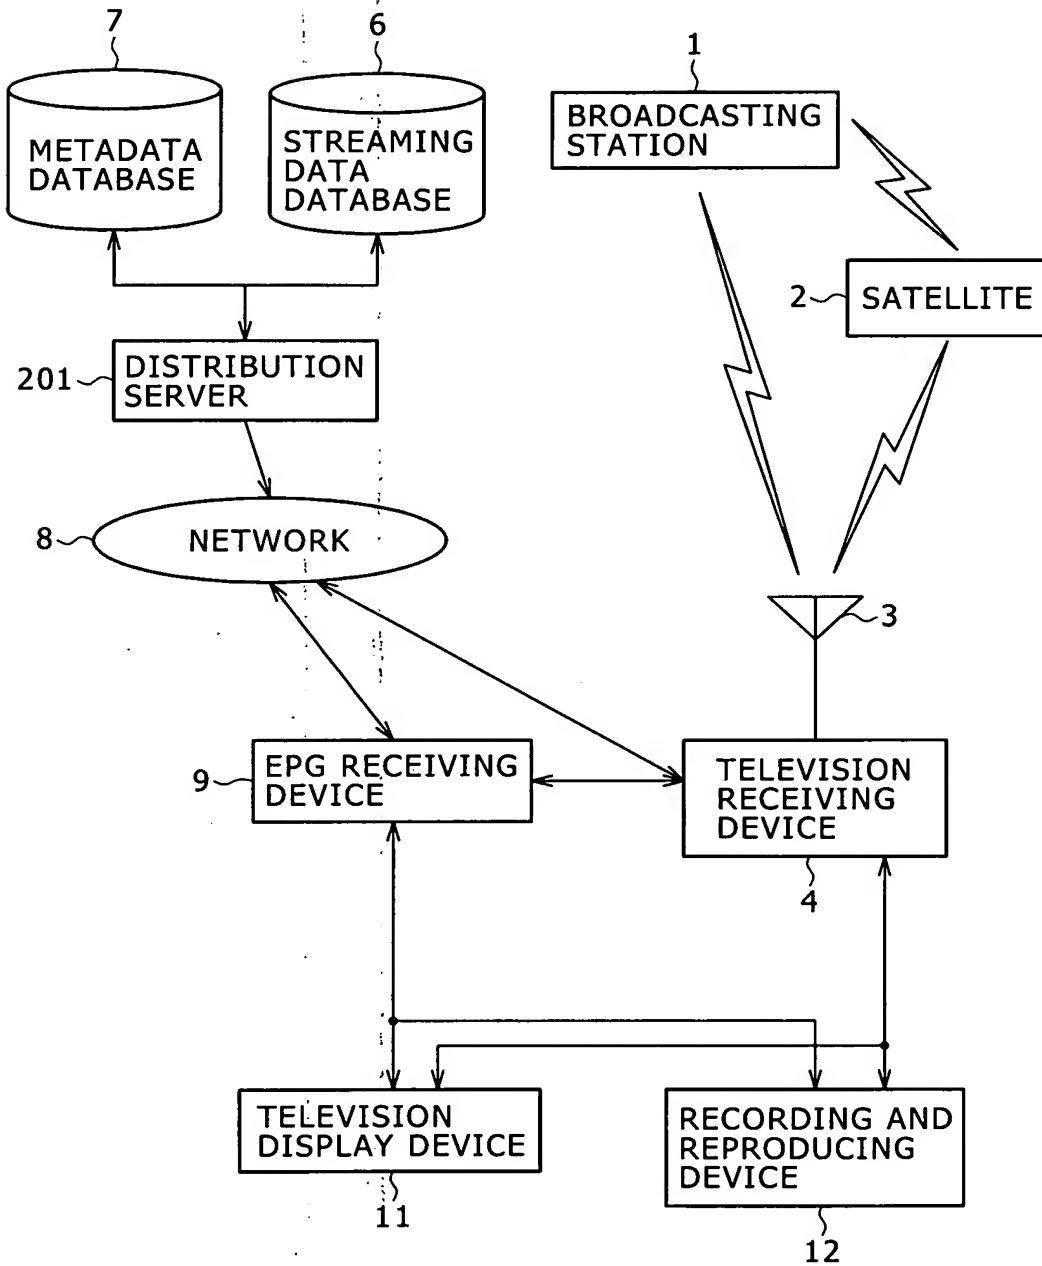 7
6
1
METADATA
DATABASE
STREAMING
DATA
DATABASE
BROADCASTING
STATION
2
SATELLITE
201
DISTRIBUTION
SERVER
8
NETWORK
3
9
EPG RECEIVING
DEVICE
TELEVISION
RECEIVING
DEVICE
4
TELEVISION
DISPLAY DEVICE
RECORDING AND
REPRODUCING
DEVICE
11
12